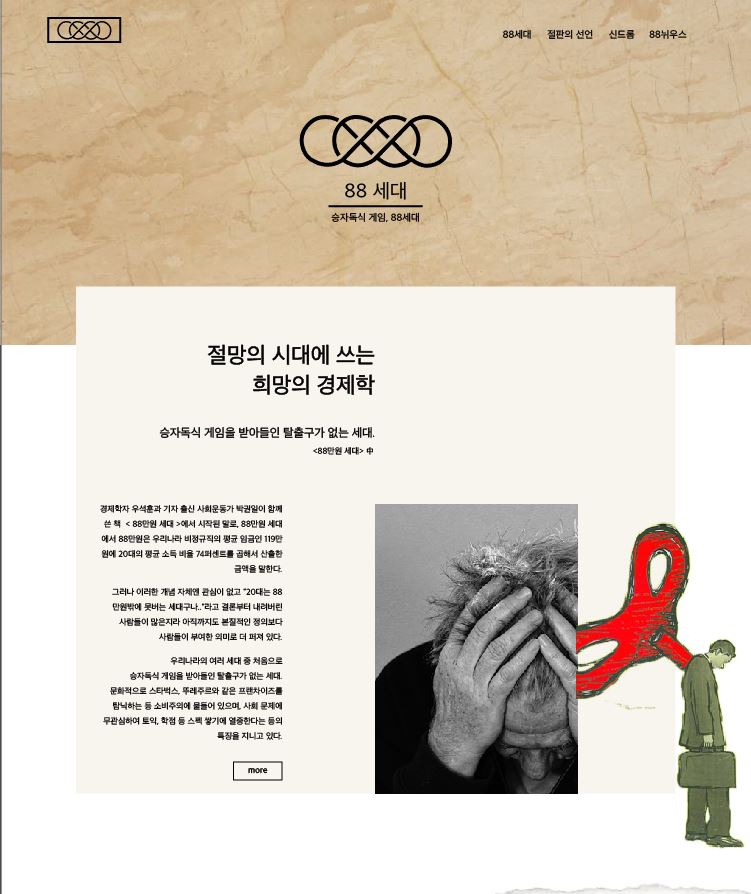 88세대 절판의 선언 신드롬 88뉘우스
88 세대
승자독식 게임, 88세대
절망의 시대에 쓰는
희망의 경제학
승자독식 게임을 받아들인 탈출구가 없는 세대.
<88만원 세대> 中
경제학자 우석훈과 기자 출신 사회운동가 박권일이 함께
쓴 책 < 88만원 세대 >에서 시작된 말로, 88만원 세대
에서 88만원은 우리나라 비정규직의 평균 임금인 119만
원에 20대의 평균 소득 비율 74퍼센트를 곱해서 산출한
금액을 말한다.
그러나 이러한 개념 자체엔 관심이 없고 "20대는 88
만원밖에 못버는 세대구나.."라고 결론부터 내려버린
사람들이 많은지라 아직까지도 본질적인 정의보다
사람들이 부여한 의미로 더 퍼져 있다.
우리나라의 여러 세대 중 처음으로
승자독식 게임을 받아들인 탈출구가 없는 세대.
문화적으로 스타벅스, 뚜레주르와 같은 프랜차이즈를
탐닉하는 등 소비주의에 물들어 있으며, 사회 문제에
무관심하여 토익, 학점 등 스펙 쌓기에 열중한다는 등의
특징을 지니고 있다.
more